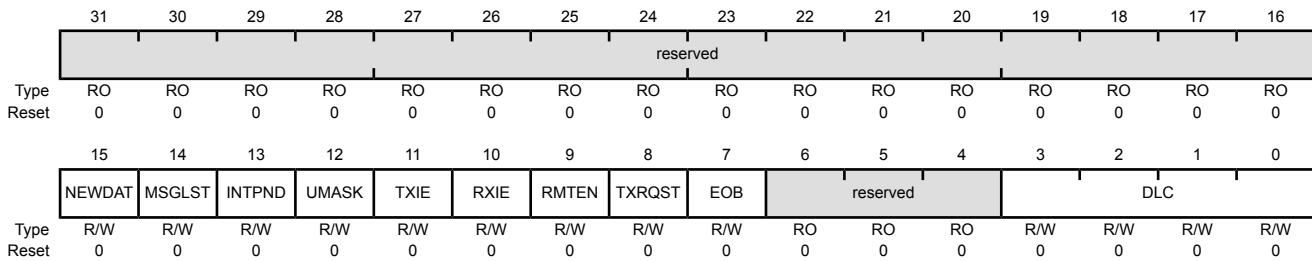 31 30 29 28 27 26 25 24 23 22 21 20 19 18 17 16
reserved
Type RO RO RO RO RO RO RO RO RO RO RO RO RO RO RO RO
Reset 0 0 0 0 0 0 0 0 0 0 0 0 0 0 0 0
15 14 13 12 11 10 9 8 7 6 5 4 3 2 1 0
NEWDAT MSGLST INTPND UMASK TXIE RXIE RMTEN TXRQST EOB reserved DLC
Type R/W R/W R/W R/W R/W R/W R/W R/W R/W RO RO RO R/W R/W R/W R/W
Reset 0 0 0 0 0 0 0 0 0 0 0 0 0 0 0 0